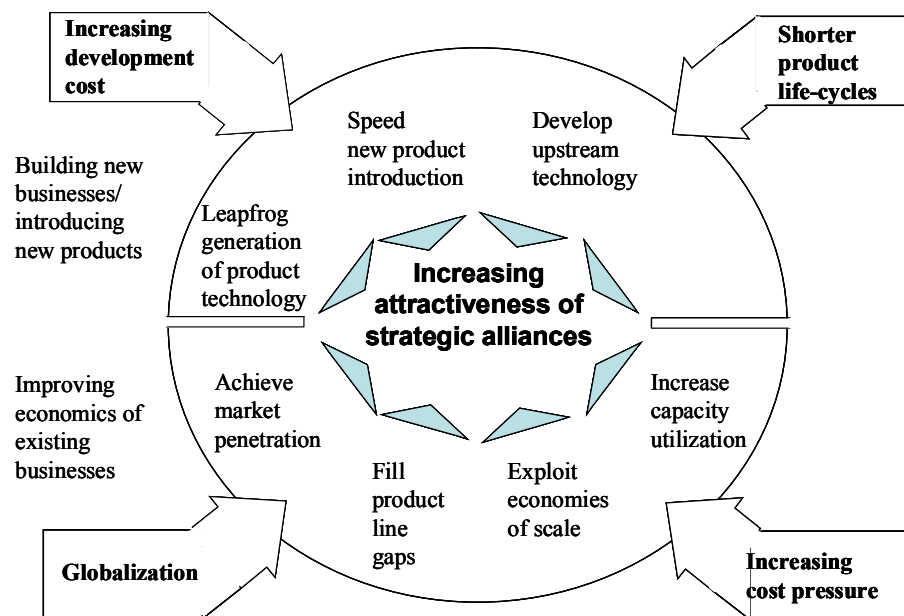 Increasing
development
cost
Shorter
product
life-cycles
Speed
new product
introduction
Develop
upstream
technology
Building new
businesses/
introducing
new products
Leapfrog
generation
of product
technology
Increasing
attractiveness of
strategic alliances
Improving
economics of
existing
businesses
Achieve
market
penetration
Increase
capacity
utilization
Fill
product
line
gaps
Exploit
economies
of scale
Globalization
Increasing
cost pressure